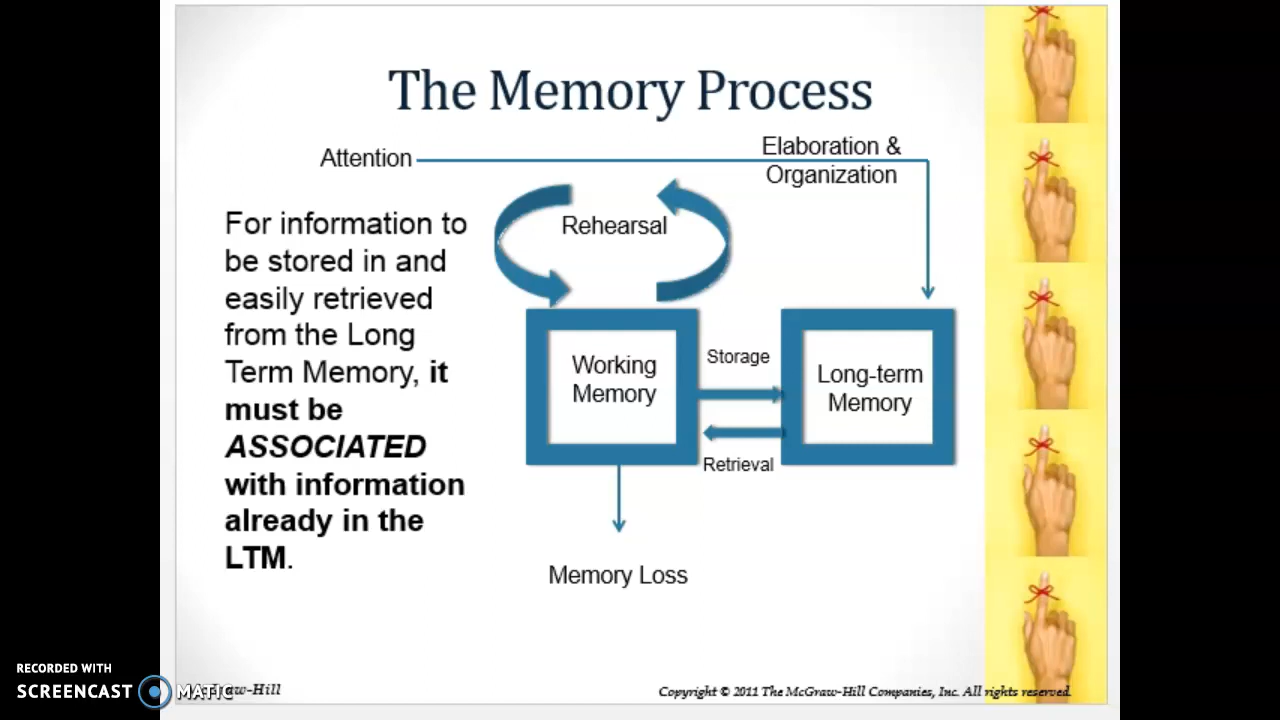 The Memory Process
Attention
Elaboration &
Organization
For information to
be stored in and
easily retrieved
from the Long
Term Memory, it
must be
ASSOCIATED
with information
already in the
LTM.
Rehearsal
Working
Memory
Storage
Retrieval
Long-term
Memory
Memory Loss
RECORDED WITH
SCREENCAST MATIC
Copyright © 2011 The McGraw-Hill Companies, Inc. All rights reserved.